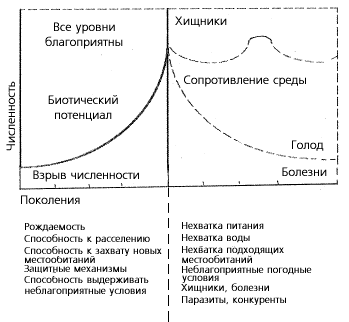 Все уровни
благоприятны
Хищники
Сопротивление среды
Биотический
потенциал
Численность
Голод
Взрыв численности
Болезни
Поколения
Рождаемость
Способность к расселению
Способность к захвату новых
местообитаний
Защитные механизмы
Способность выдерживать
неблагоприятные условия
Нехватка питания
Нехватка воды
Нехватка подходящих
местообитаний
Неблагоприятные погодные
условия
Хищники, болезни
Паразиты, конкуренты